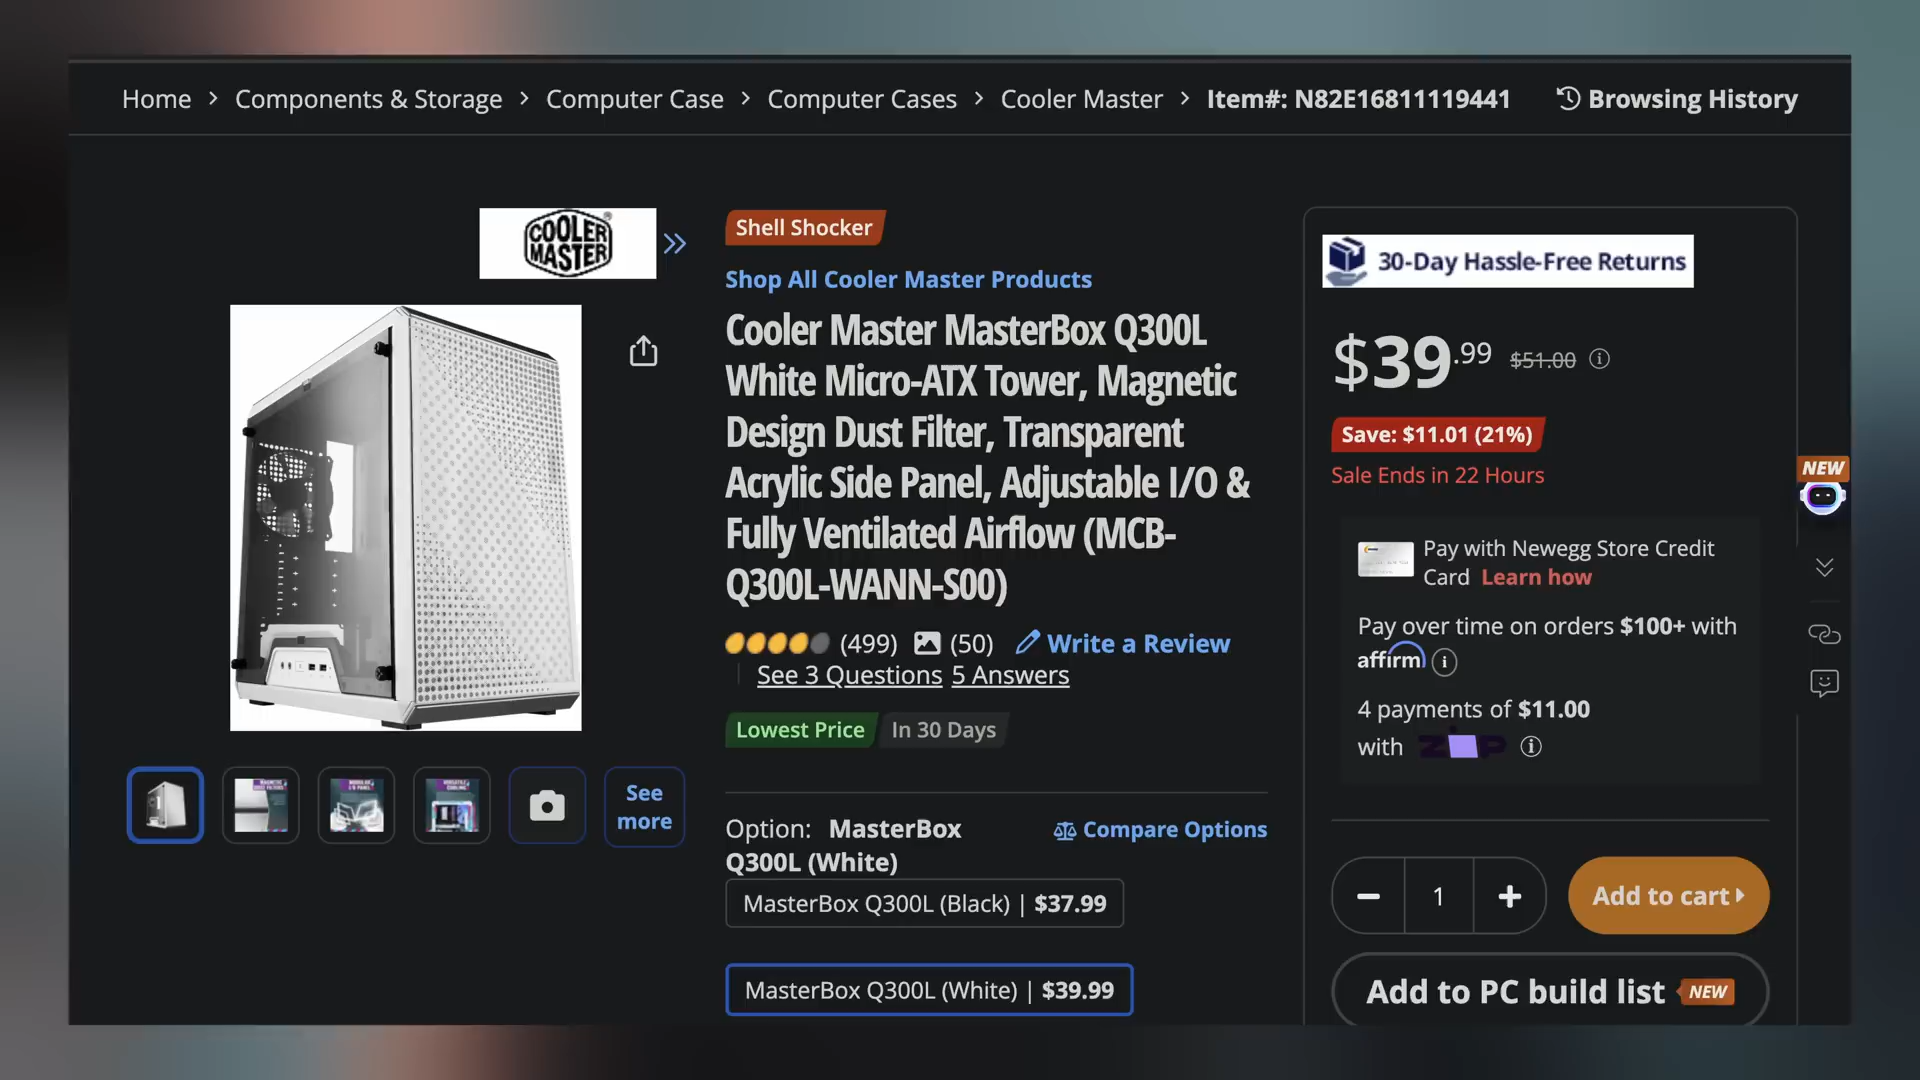 Home > Components & Storage > Computer Case > Computer Cases > Cooler Master > Item#: N82E16811119441
Browsing History
COOLER
MASTER
®
Shell Shocker
Shop All Cooler Master Products
Cooler Master MasterBox Q300L
White Micro-ATX Tower, Magnetic
Design Dust Filter, Transparent
Acrylic Side Panel, Adjustable I/O &
Fully Ventilated Airflow (MCB-
Q300L-WANN-S00)
(499) (50) Write a Review
See 3 Questions 5 Answers
Lowest Price In 30 Days
See
more
Option: MasterBox
Q300L (White)
Compare Options
MasterBox Q300L (Black) | $37.99
MasterBox Q300L (White) | $39.99
30-Day Hassle-Free Returns
$39.99 $51.00
Save: $11.01 (21%)
Sale Ends in 22 Hours
Pay with Newegg Store Credit
Card Learn how
Pay over time on orders $100+ with
affirm
4 payments of $11.00
with ZIP
1
Add to cart
Add to PC build list NEW
NEW